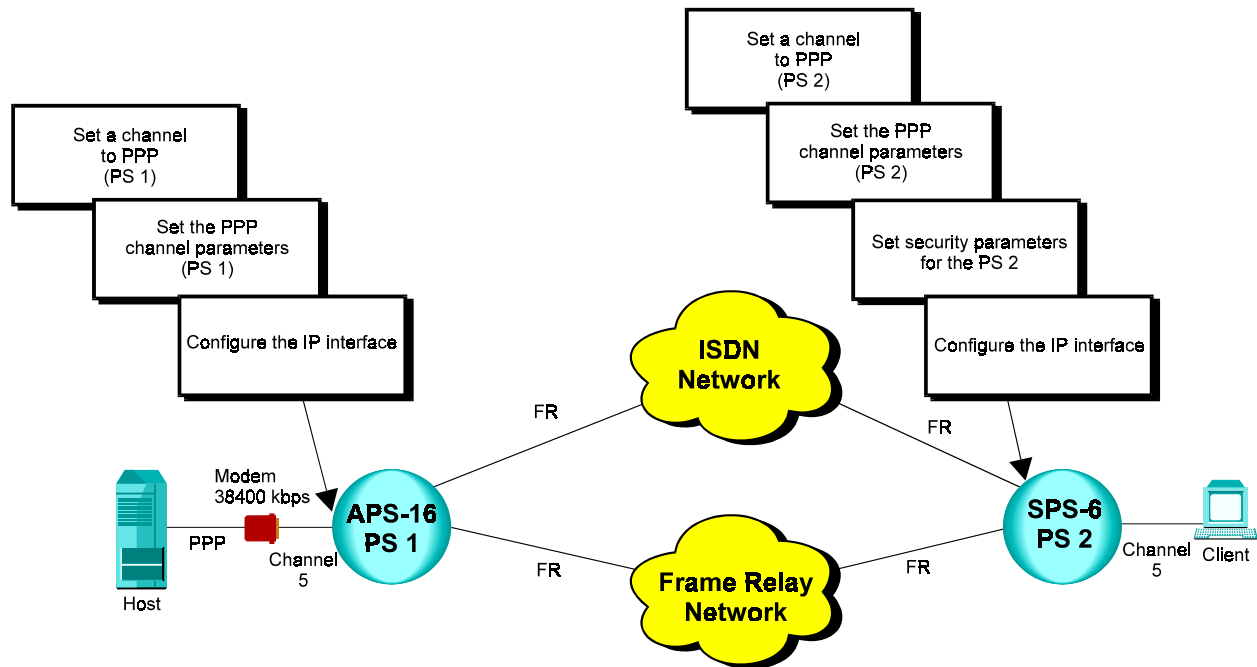 Set a channel
to PPP
(PS 1)
Set the PPP
channel parameters
(PS 1)
Configure the IP interface
Set a channel
to PPP
(PS 2)
Set the PPP
channel parameters
(PS 2)
Set security parameters
for the PS 2
Configure the IP interface
ISDN
Network
FR
FR
Modem
38400 kbps
PPP
Channel
5
Host
APS-16
PS 1
FR
Frame Relay
Network
FR
SPS-6
PS 2
Channel
5
Client